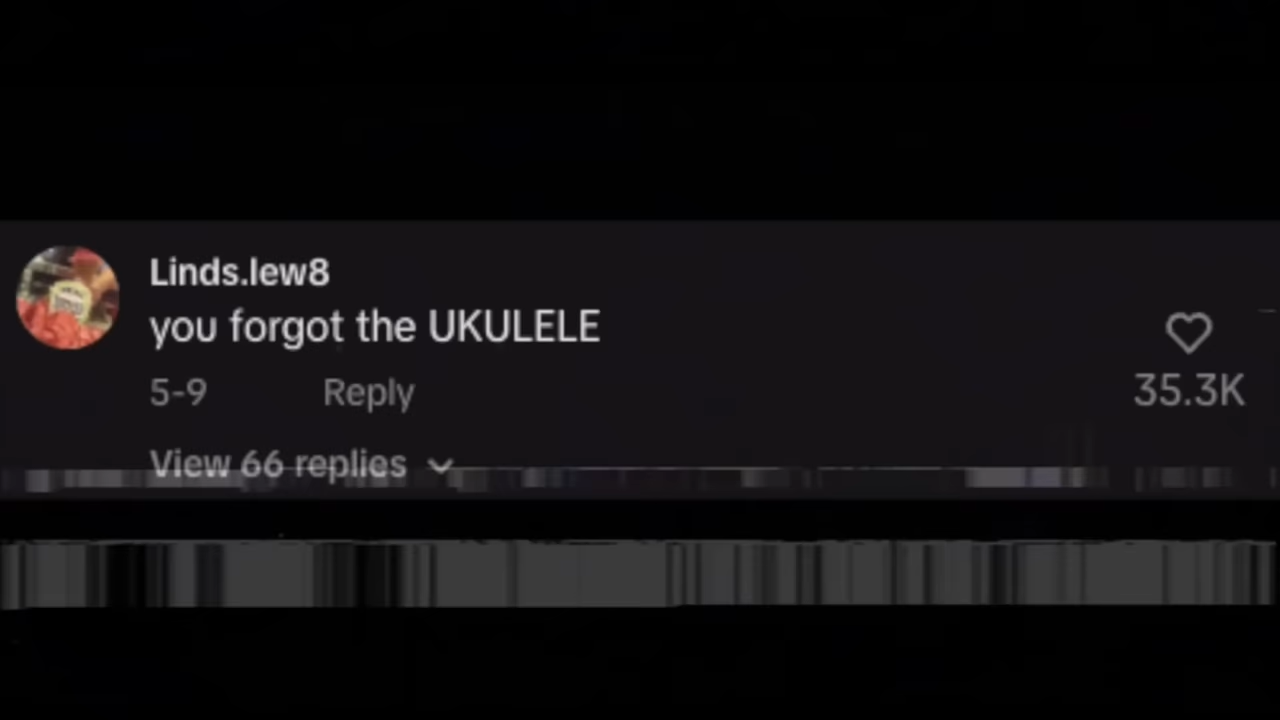 Linds.lew8
you forgot the UKULELE
5-9 Reply
35.3K
View 66 replies